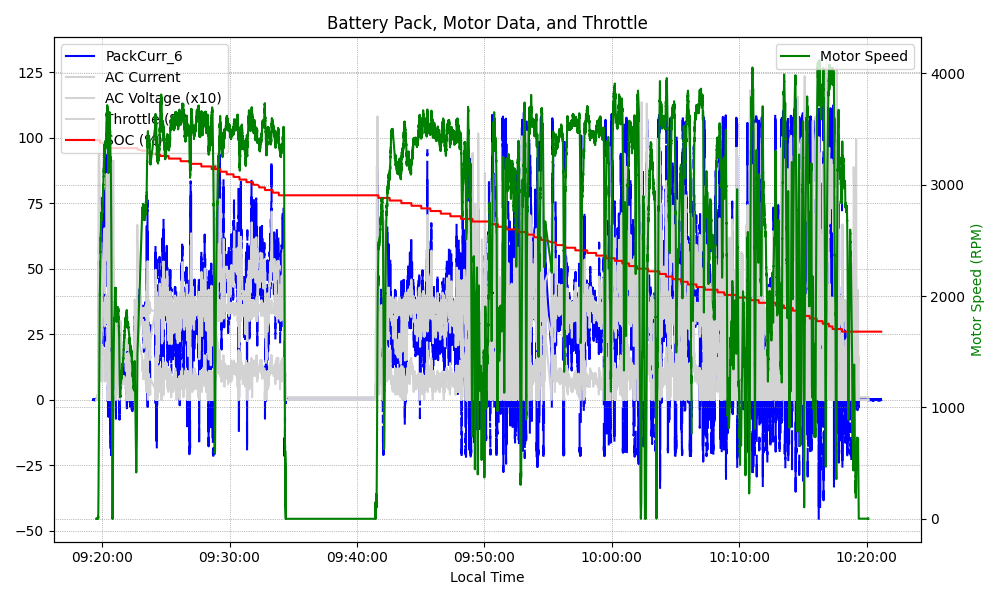 Battery Pack, Motor Data, and Throttle
PackCurr_6
AC Current
AC Voltage (x10)
Throttle (
SOC (
Motor Speed
125
100
75
50
25
0
−25
−50
4000
3000
2000
1000
0
Motor Speed (RPM)
09:20:00
09:30:00
09:40:00
09:50:00
10:00:00
10:10:00
10:20:00
Local Time